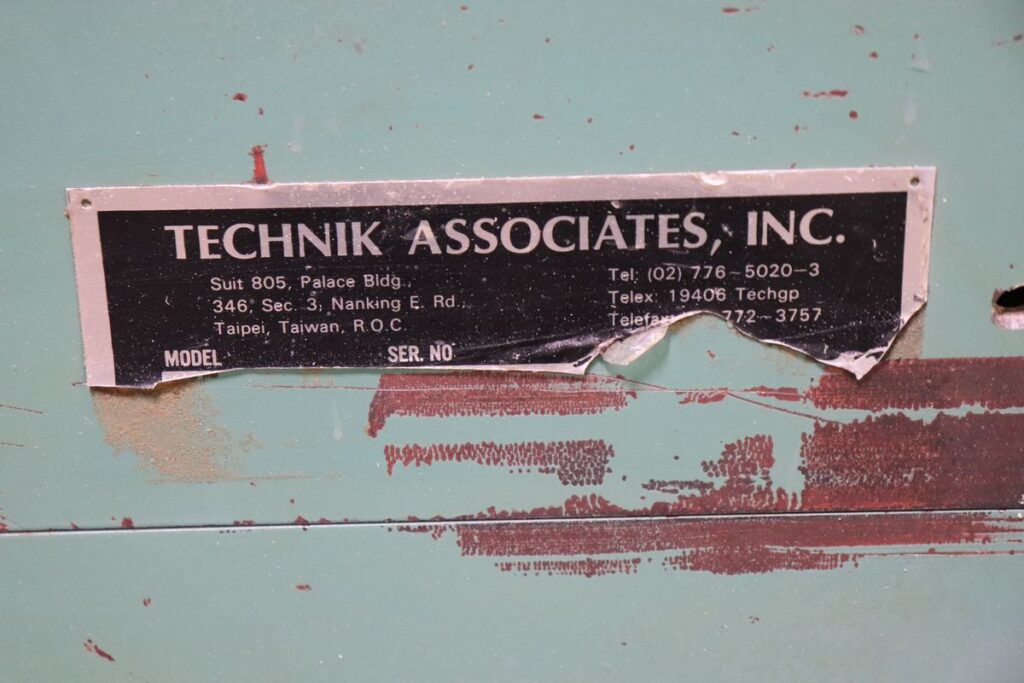 TECHNIK ASSOCIATES, INC.
Suit 805, Palace Bldg.,
346, Sec. 3, Nanking E. Rd.,
Taipei, Taiwan, R.O.C.
Tel: (02) 776-5020-3
Telex: 19406 Techgp
772-3757
MODEL
SER. NO